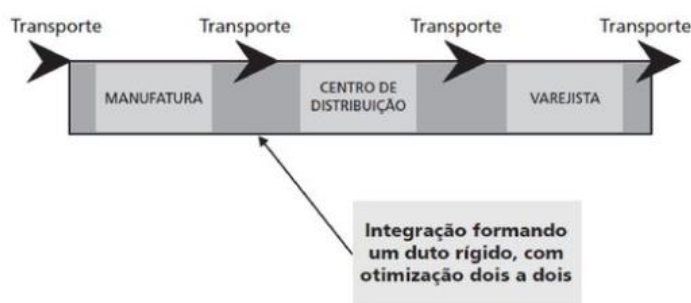 Transporte Transporte Transporte Transporte
MANUFATURA
CENTRO DE
DISTRIBUIÇÃO
VAREJISTA
Integração formando
um duto rígido, com
otimização dois a dois